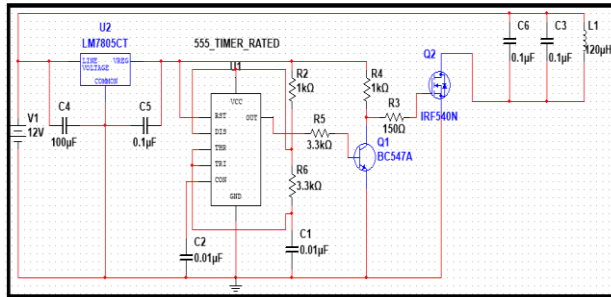 U2
LM7805CT
LINE VREG
VOLTAGE
COMMON
555_TIMER_RATED
U1
VCC
RST
OUT
DIS
THR
TRI
CON
GND
V1
12V
C4
100µF
C5
0.1µF
R2
1kΩ
R4
1kΩ
R5
3.3kΩ
R3
150Ω
Q2
IRF540N
Q1
BC547A
R6
3.3kΩ
C2
0.01µF
C1
0.01µF
C6
0.1µF
C3
0.1µF
L1
120µH